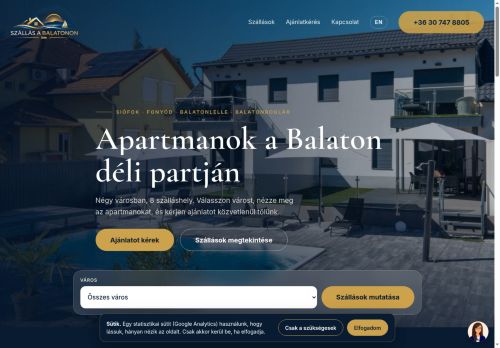 SZÁLLÁS A BALATONON
Szállások
Ajánlatkérés
Kapcsolat
EN
+36 30 747 8805
SIÓFOK · FONYÓD · BALATONLELLE · BALATONBOGLÁR
Apartmanok a Balaton
déli partján
Négy városban, 8 szálláshely. Válasszon várost, nézze meg
az apartmanokat, és kérjen ajánlatot közvetlenül tőlünk.
Ajánlatot kérek
Szállások megtekintése
VÁROS
Összes város
Szállások mutatása
Sütik. Egy statisztikai sütit (Google Analytics) használunk, hogy
lássuk, hányan nézik az oldalt. Csak akkor kerül be, ha elfogadja.
Csak a szükségesek
Elfogadom